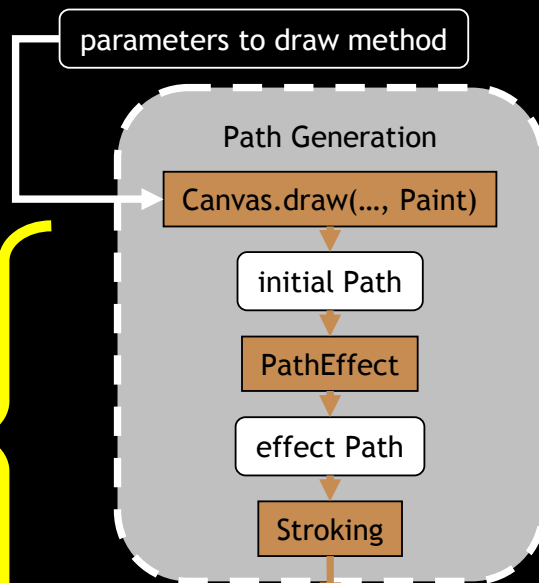 parameters to draw method
Path Generation
Canvas.draw(…, Paint)
initial Path
PathEffect
effect Path
Stroking